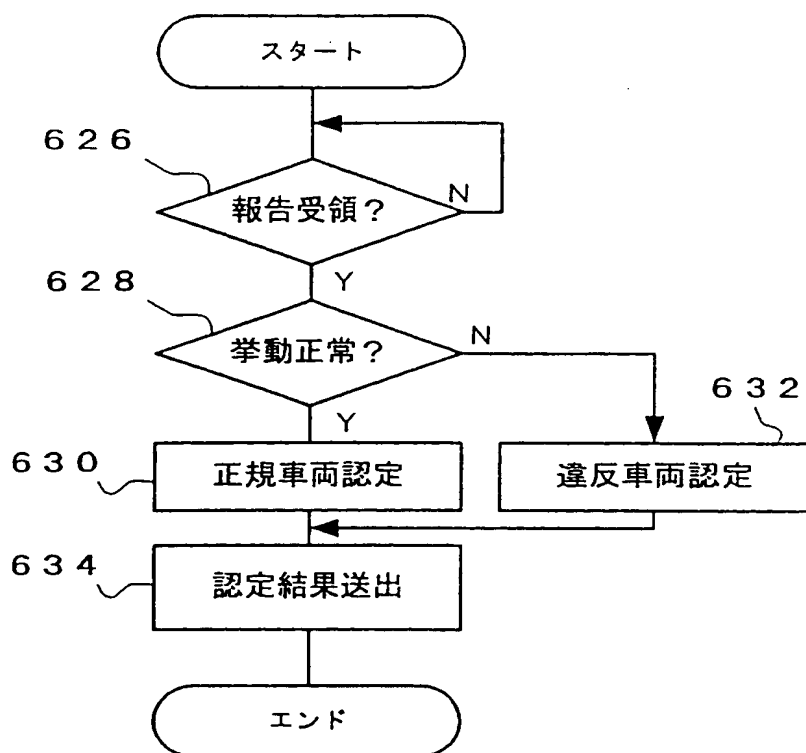 スタート
626
報告受領?
N
Y
628
挙動正常?
N
Y
632
630
正規車両認定
違反車両認定
634
認定結果送出
エンド